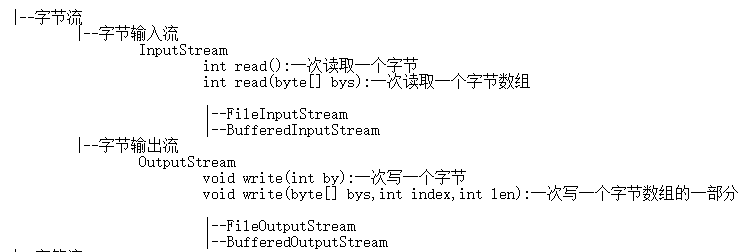 |--字节流
|--字节输入流
InputStream
int read():一次读取一个字节
int read(byte[] bys):一次读取一个字节数组
|--FileInputStream
|--BufferedInputStream
|--字节输出流
OutputStream
void write(int by):一次写一个字节
void write(byte[] bys,int index,int len):一次写一个字节数组的一部分
|--FileOutputStream
|--BufferedOutputStream